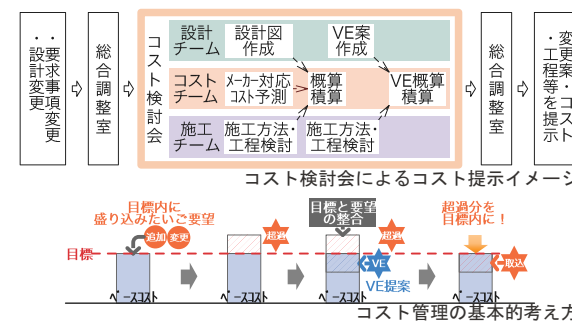 ・要求事項変更
・設計変更
総合調整室
コスト検討会
設計
チーム
設計図
作成
VE案
作成
コスト
チーム
メーカー対応
コスト予測
概算
積算
VE概算
積算
施工
チーム
施工方法・
工程検討
施工方法・
工程検討
総合調整室
変更案・コスト
・工程等を提示
コスト検討会によるコスト提示イメージ
目標内に
盛り込みたいご要望
追加
変更
目標
ベースコスト
超過
ベースコスト
目標と要望
の整合
超過
VE
VE提案
ベースコスト
超過分を
目標内に！
取込
ベースコスト
コスト管理の基本的考え方